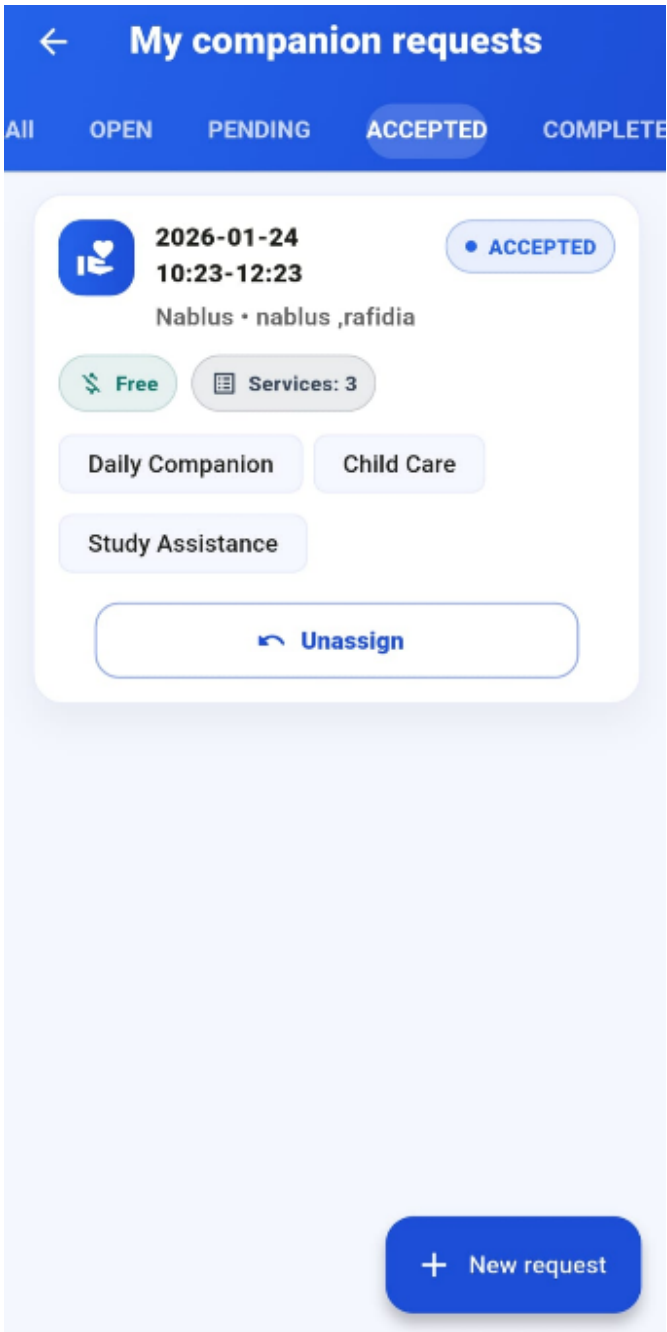 My companion requests
All OPEN PENDING ACCEPTED COMPLETE
2026-01-24
10:23-12:23
ACCEPTED
Nablus • nablus ,rafidia
Free Services: 3
Daily Companion Child Care
Study Assistance
Unassign
+ New request